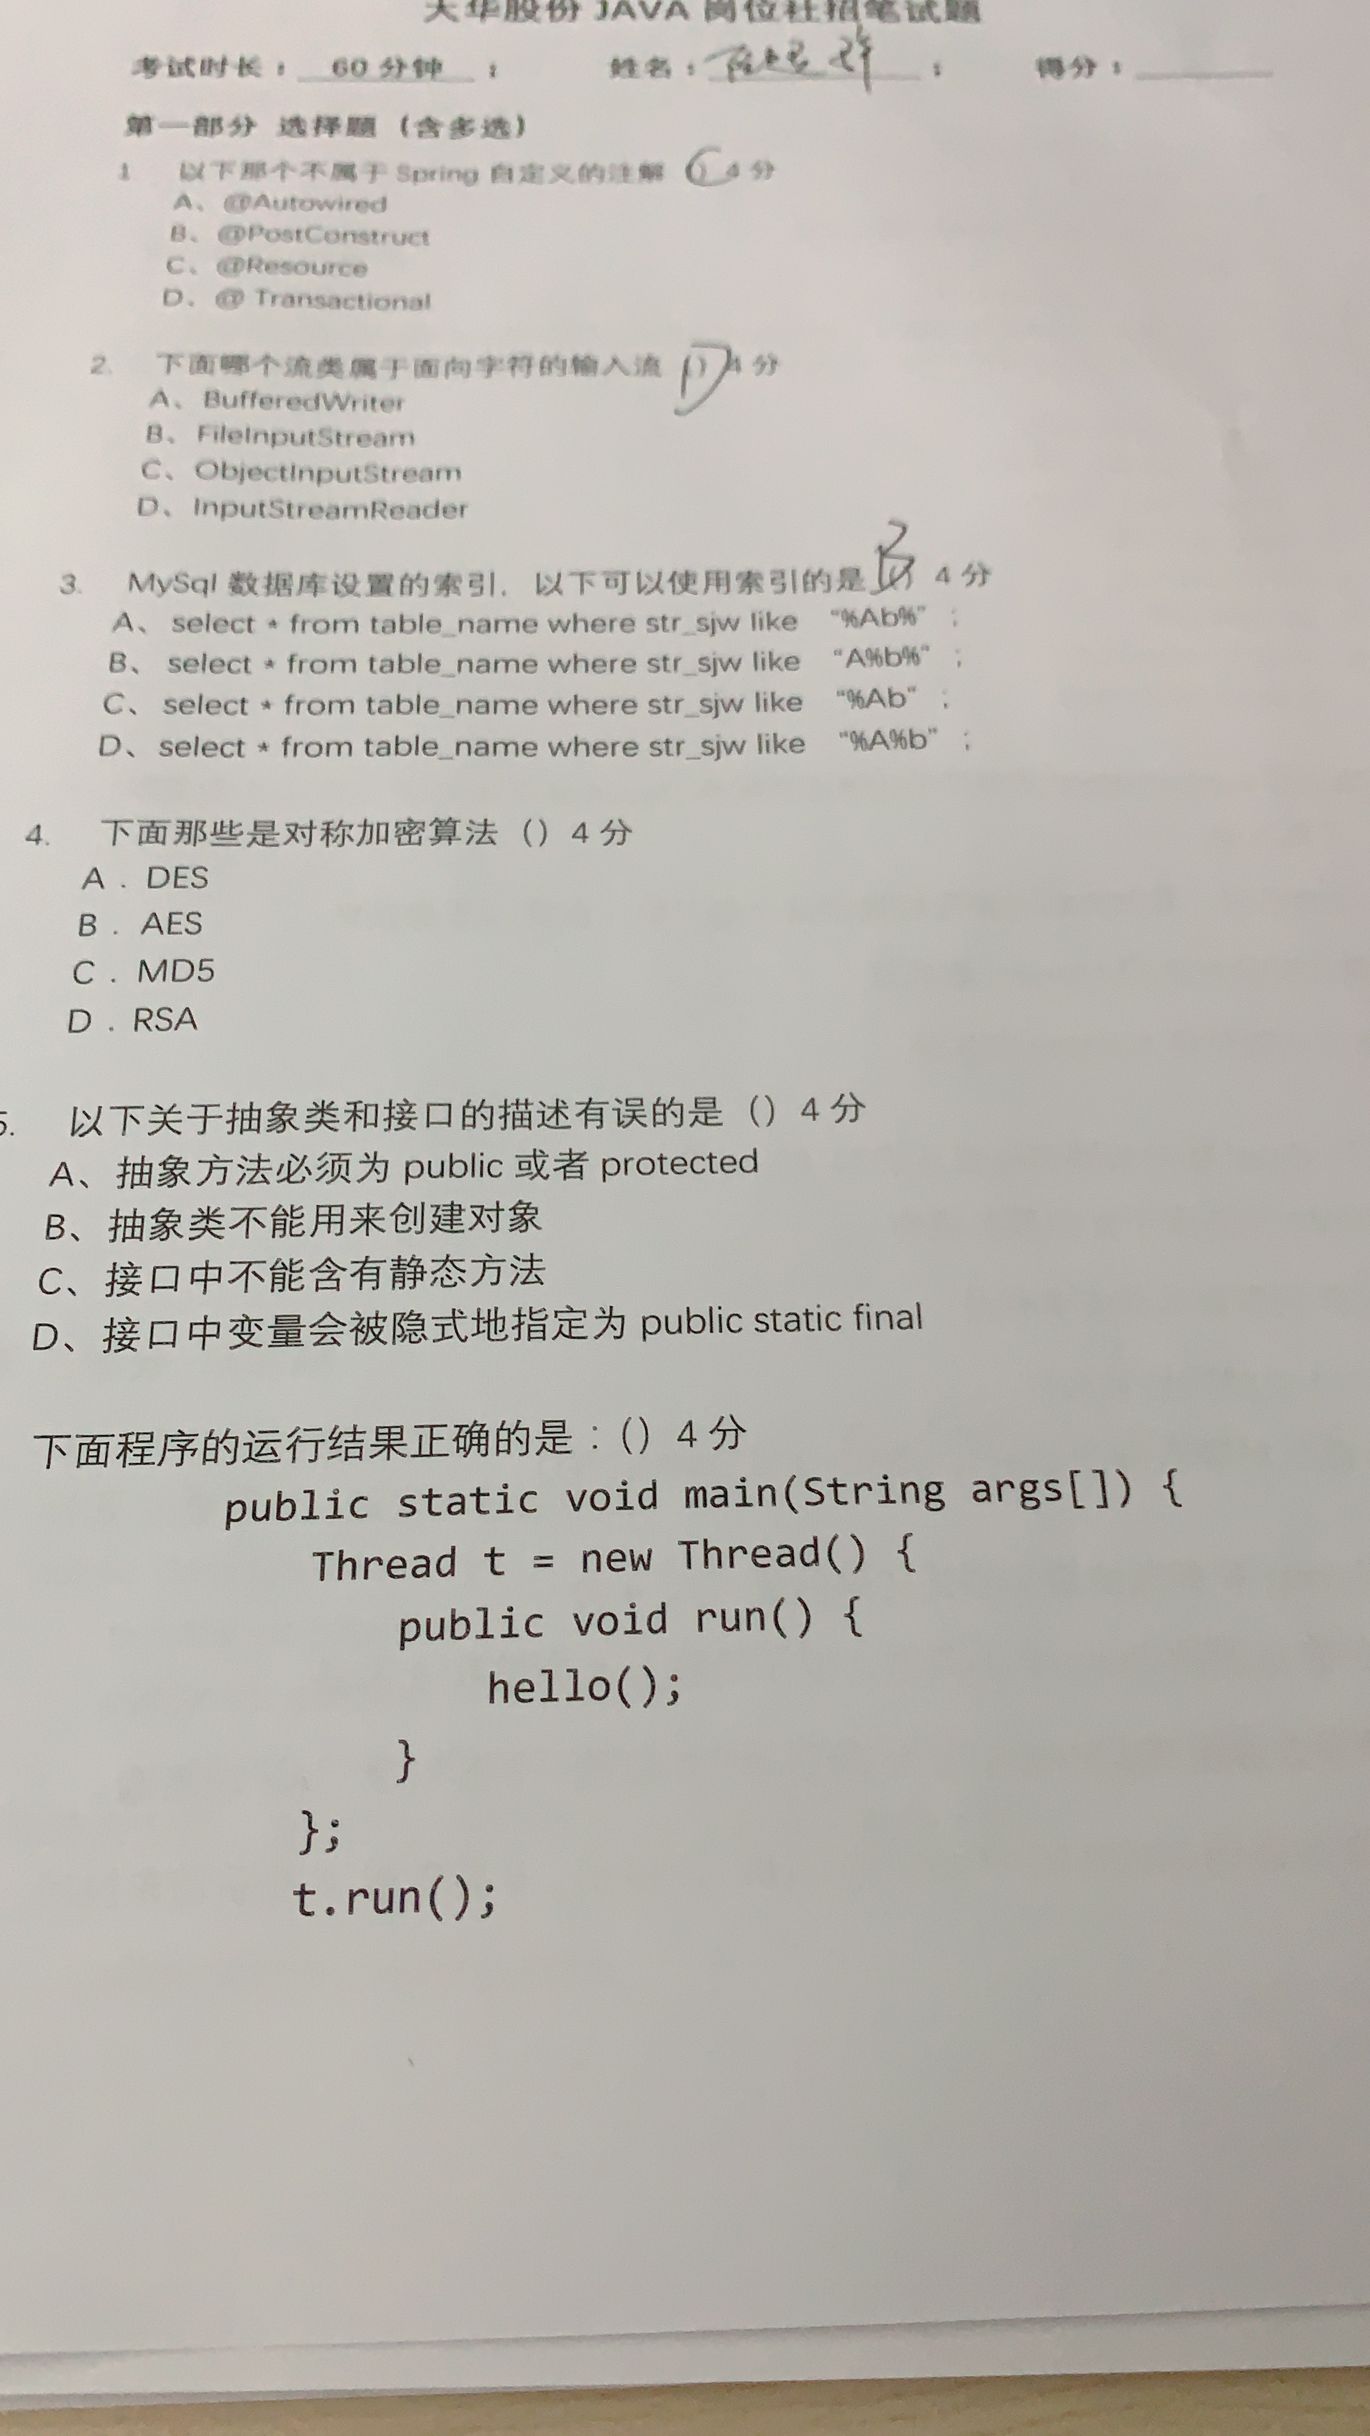 大华股份 JAVA 岗位社招笔试题
考试时长： 60 分钟 ； 姓名： ； 得分：
第一部分 选择题（含多选）
1 以下那个不属于 Spring 自定义的注解 () 4 分
A、@Autowired
B、@PostConstruct
C、@Resource
D、@ Transactional
2. 下面哪个流类属于面向字符的输入流 () 4 分 D
A、BufferedWriter
B、FileInputStream
C、ObjectInputStream
D、InputStreamReader
3. MySql 数据库设置的索引，以下可以使用索引的是 () 4 分
A、select * from table_name where str_sjw like “%Ab%” ;
B、select * from table_name where str_sjw like “A%b%” ;
C、select * from table_name where str_sjw like “%Ab” ;
D、select * from table_name where str_sjw like “%A%b” ;
4. 下面那些是对称加密算法（）4 分
A . DES
B . AES
C . MD5
D . RSA
5. 以下关于抽象类和接口的描述有误的是（）4 分
A、抽象方法必须为 public 或者 protected
B、抽象类不能用来创建对象
C、接口中不能含有静态方法
D、接口中变量会被隐式地指定为 public static final
下面程序的运行结果正确的是：（）4 分
public static void main(String args[]) {
Thread t = new Thread() {
public void run() {
hello();
}
};
t.run();